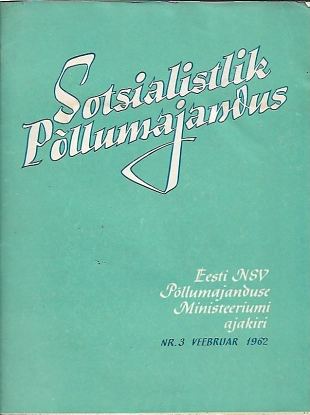 Sotsialistlik
Põllumajandus
Eesti NSV
Põllumajanduse
Ministeeriumi
ajakiri
NR. 3 VEEBRUAR 1962